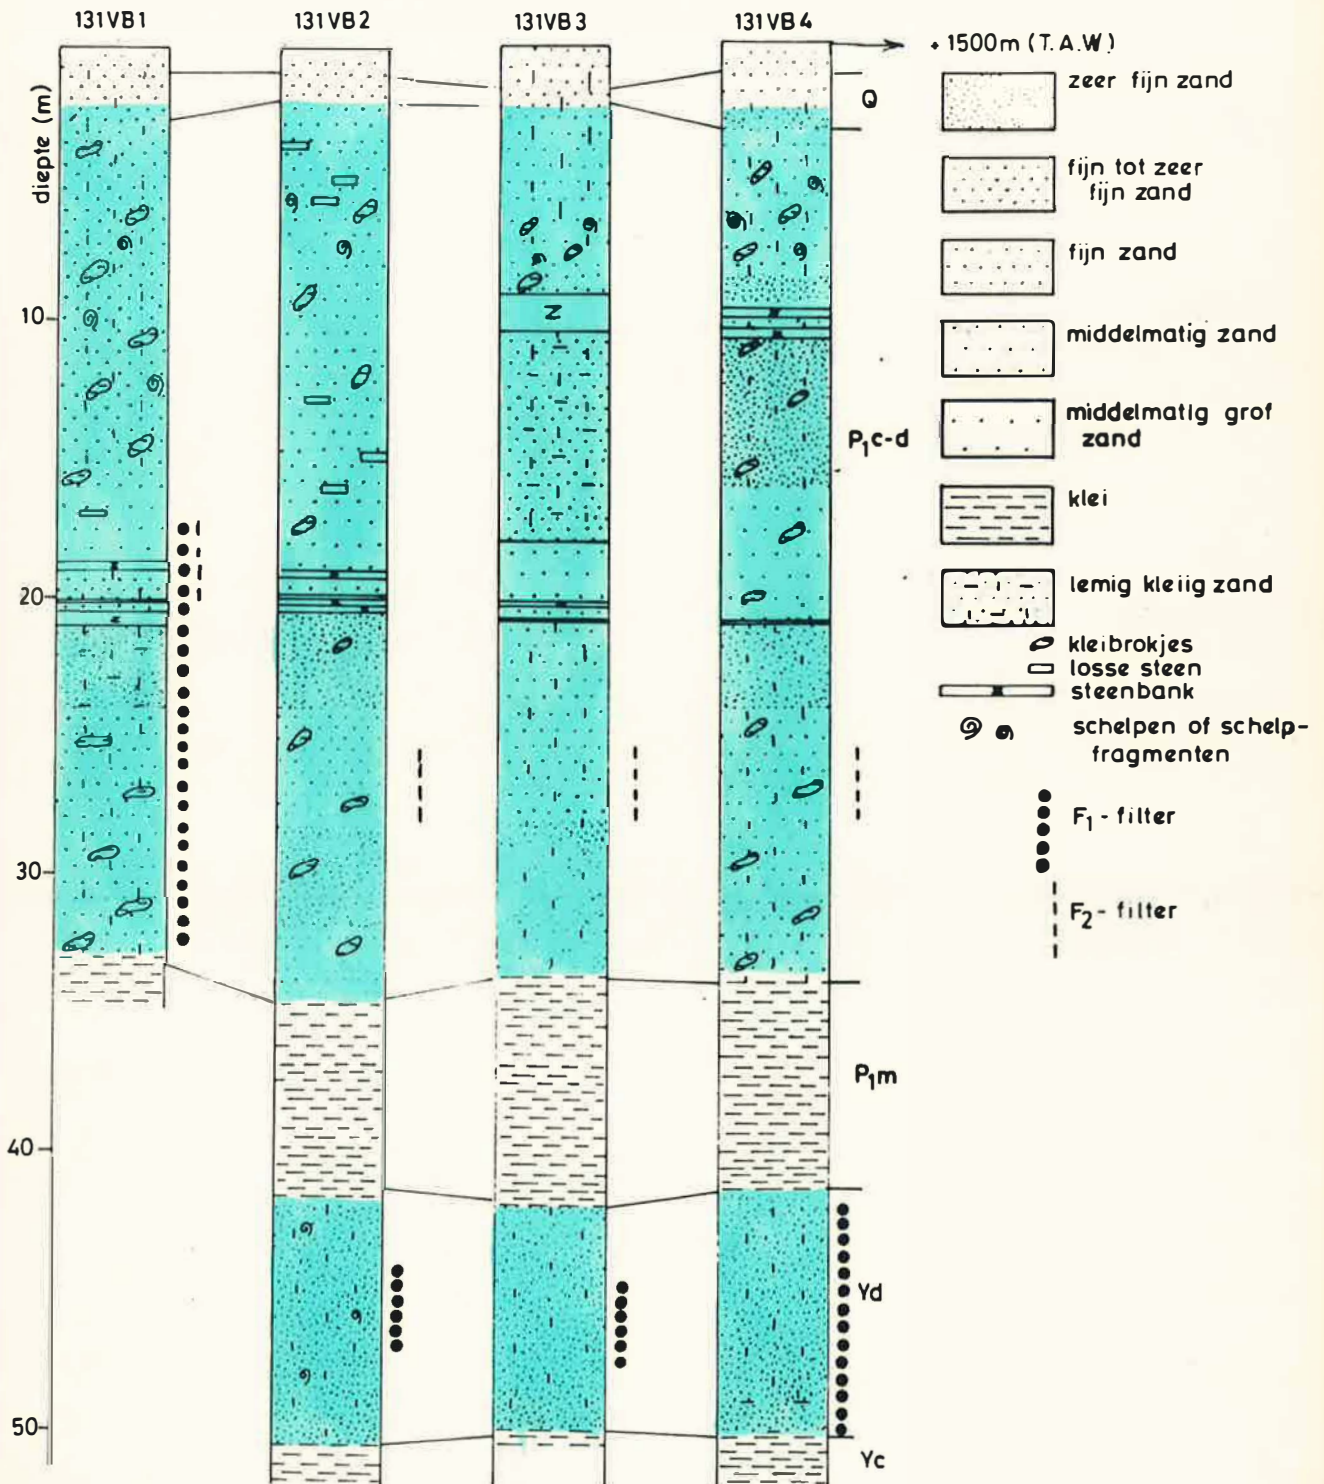 131VB1
131VB2
131VB3
131VB4
+ 1500m (T.A.W.)
diepte (m)
10
20
30
40
50
Q
P₁c-d
P₁m
Yd
Yc
zeer fijn zand
fijn tot zeer
fijn zand
fijn zand
middelmatig zand
middelmatig grof
zand
klei
lemig kleiig zand
kleibrokjes
losse steen
steenbank
schelpen of schelp-
fragmenten
F₁ - filter
F₂ - filter